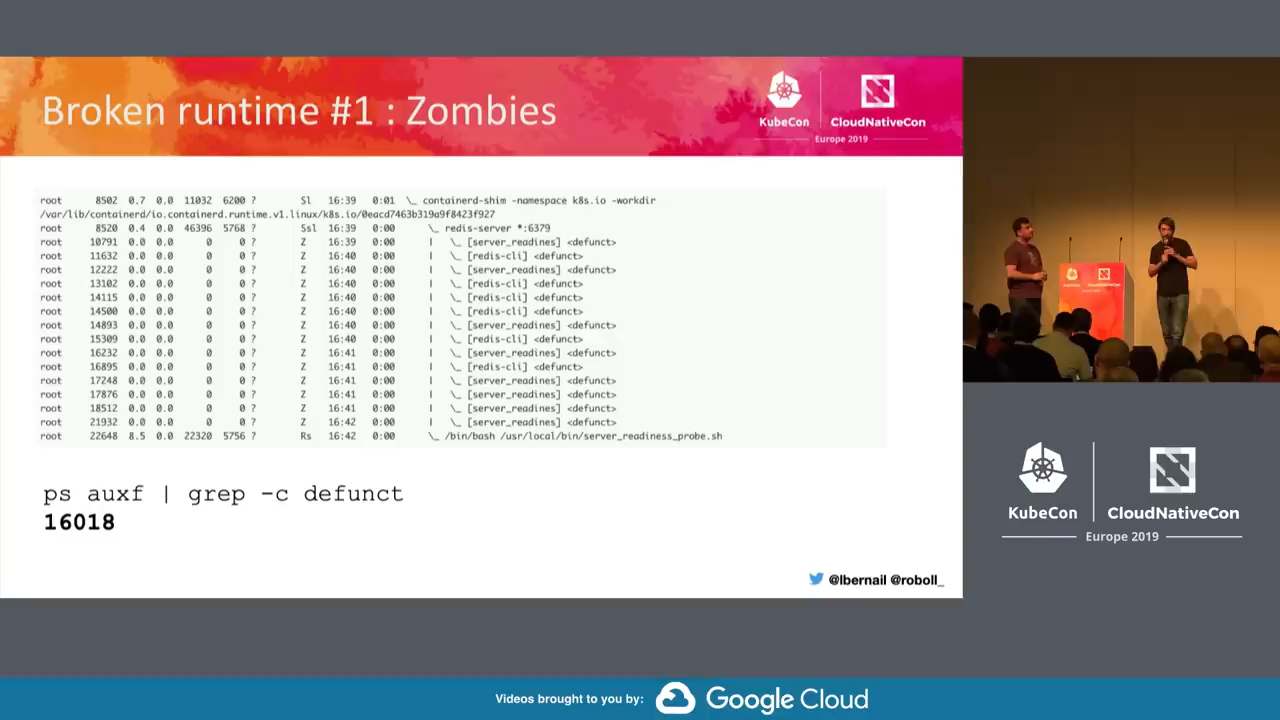 Broken runtime #1 : Zombies
KubeCon
CloudNativeCon
Europe 2019
root 8502 0.7 0.0 11032 6200 ? Sl 16:39 0:01 \_ containerd-shim -namespace k8s.io -workdir
/var/lib/containerd/io.containerd.runtime.v1.linux/k8s.io/0eacd7463b319a9f8423f927
root 8520 0.4 0.0 46396 5768 ? Ssl 16:39 0:00 \_ redis-server *:6379
root 10791 0.0 0.0 0 0 ? Z 16:39 0:00 | \_ [server_readines] <defunct>
root 11632 0.0 0.0 0 0 ? Z 16:40 0:00 | \_ [redis-cli] <defunct>
root 12222 0.0 0.0 0 0 ? Z 16:40 0:00 | \_ [server_readines] <defunct>
root 13102 0.0 0.0 0 0 ? Z 16:40 0:00 | \_ [redis-cli] <defunct>
root 14115 0.0 0.0 0 0 ? Z 16:40 0:00 | \_ [redis-cli] <defunct>
root 14500 0.0 0.0 0 0 ? Z 16:40 0:00 | \_ [redis-cli] <defunct>
root 14893 0.0 0.0 0 0 ? Z 16:40 0:00 | \_ [server_readines] <defunct>
root 15309 0.0 0.0 0 0 ? Z 16:40 0:00 | \_ [redis-cli] <defunct>
root 16232 0.0 0.0 0 0 ? Z 16:41 0:00 | \_ [server_readines] <defunct>
root 16895 0.0 0.0 0 0 ? Z 16:41 0:00 | \_ [redis-cli] <defunct>
root 17248 0.0 0.0 0 0 ? Z 16:41 0:00 | \_ [server_readines] <defunct>
root 17876 0.0 0.0 0 0 ? Z 16:41 0:00 | \_ [server_readines] <defunct>
root 18512 0.0 0.0 0 0 ? Z 16:41 0:00 | \_ [server_readines] <defunct>
root 21932 0.0 0.0 0 0 ? Z 16:42 0:00 | \_ [server_readines] <defunct>
root 22648 8.5 0.0 22320 5756 ? Rs 16:42 0:00 \_ /bin/bash /usr/local/bin/server_readiness_probe.sh
ps auxf | grep -c defunct
16018
@lbernail @roboll_
KubeCon
CloudNativeCon
Europe 2019
Videos brought to you by:
Google Cloud